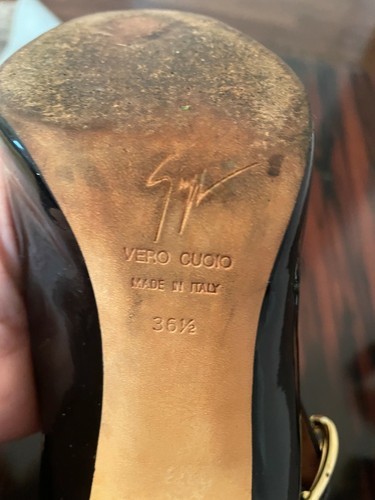 VERO CUOIO
MADE IN ITALY
36½